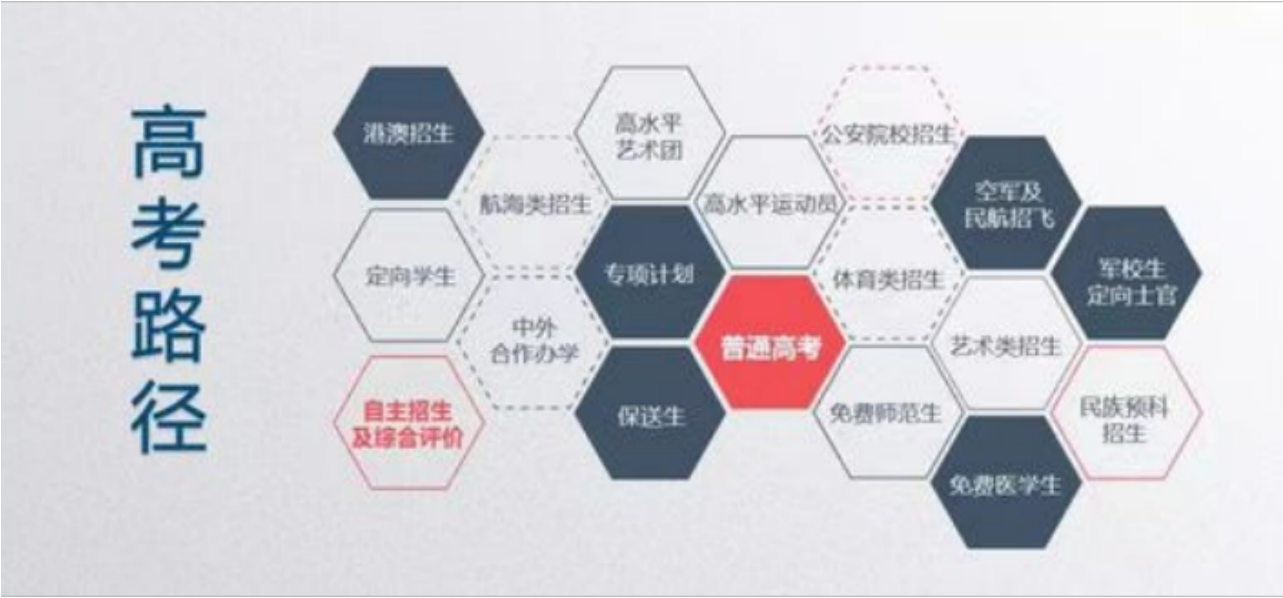 高考路径
港澳招生
定向学生
自主招生
及综合评价
航海类招生
中外
合作办学
高水平
艺术团
专项计划
保送生
高水平运动员
普通高考
公安院校招生
体育类招生
免费师范生
空军及
民航招飞
艺术类招生
免费医学生
军校生
定向士官
民族预科
招生